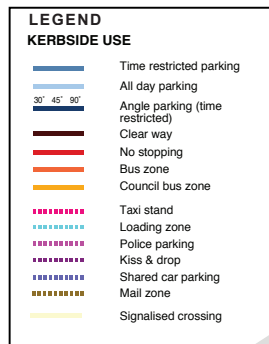 LEGEND
KERBSIDE USE
Time restricted parking
All day parking
30° 45° 90°
Angle parking (time
restricted)
Clear way
No stopping
Bus zone
Council bus zone
Taxi stand
Loading zone
Police parking
Kiss & drop
Shared car parking
Mail zone
Signalised crossing